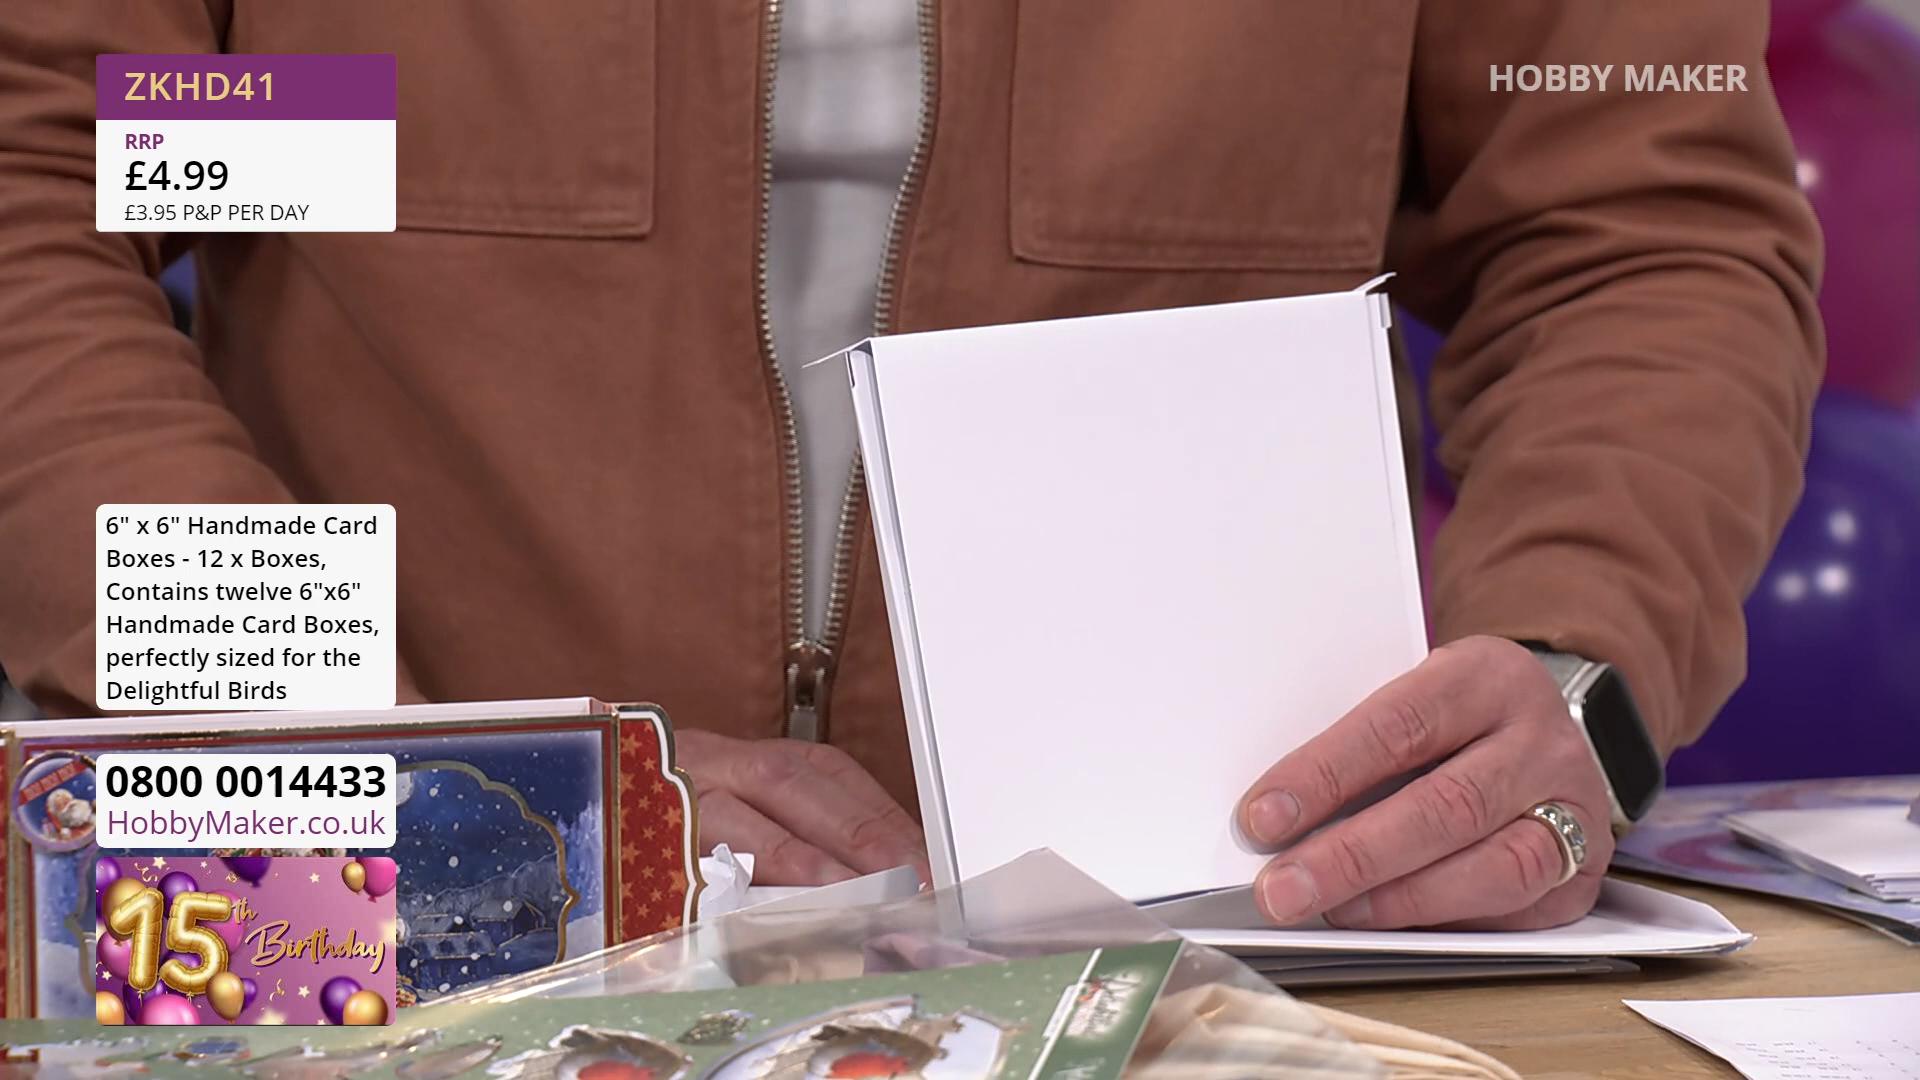 ZKHD41
RRP
£4.99
£3.95 P&P PER DAY
HOBBY MAKER
6" x 6" Handmade Card
Boxes - 12 x Boxes,
Contains twelve 6"x6"
Handmade Card Boxes,
perfectly sized for the
Delightful Birds
0800 0014433
HobbyMaker.co.uk
15th
Birthday